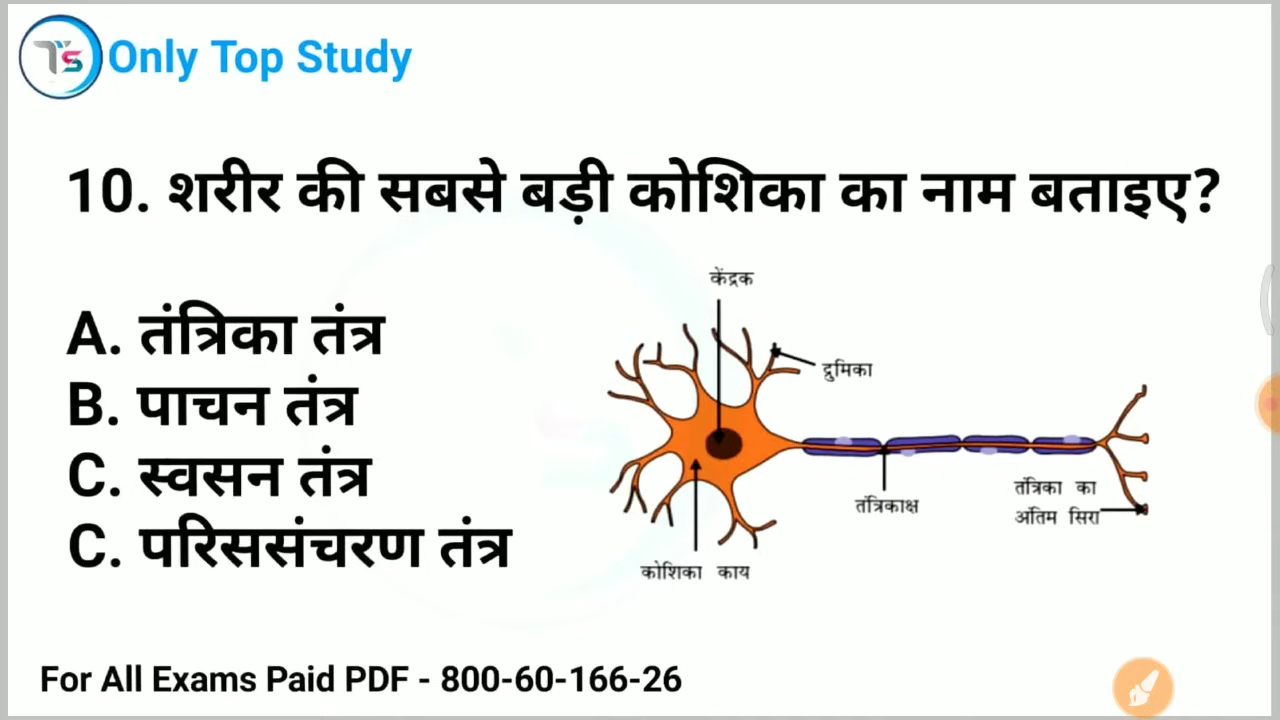 TS Only Top Study
10. शरीर की सबसे बड़ी कोशिका का नाम बताइए?
A. तंत्रिका तंत्र
B. पाचन तंत्र
C. स्वसन तंत्र
C. परिससंचरण तंत्र
केंद्रक
द्रुमिका
तंत्रिकाक्ष
तंत्रिका का
अंतिम सिरा
कोशिका काय
For All Exams Paid PDF - 800-60-166-26